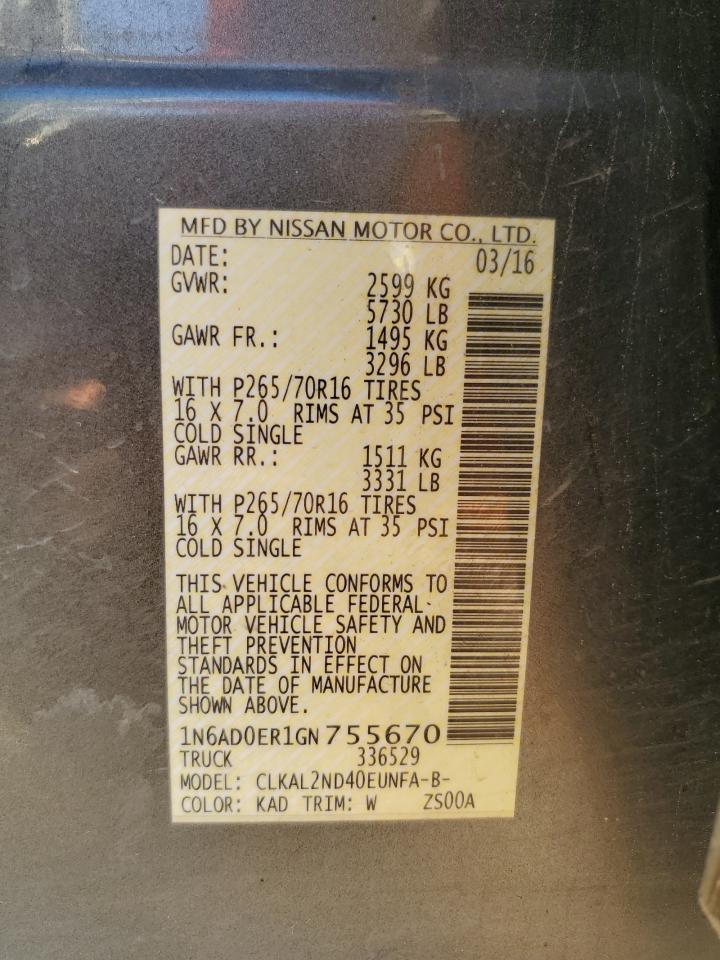 MFD BY NISSAN MOTOR CO., LTD.
DATE: 03/16
GVWR: 2599 KG
5730 LB
GAWR FR.: 1495 KG
3296 LB
WITH P265/70R16 TIRES
16 X 7.0 RIMS AT 35 PSI
COLD SINGLE
GAWR RR.: 1511 KG
3331 LB
WITH P265/70R16 TIRES
16 X 7.0 RIMS AT 35 PSI
COLD SINGLE
THIS VEHICLE CONFORMS TO
ALL APPLICABLE FEDERAL
MOTOR VEHICLE SAFETY AND
THEFT PREVENTION
STANDARDS IN EFFECT ON
THE DATE OF MANUFACTURE
SHOWN ABOVE.
1N6AD0ER1GN755670
TRUCK 336529
MODEL: CLKAL2ND40EUNFA-B-
COLOR: KAD TRIM: W ZS00A